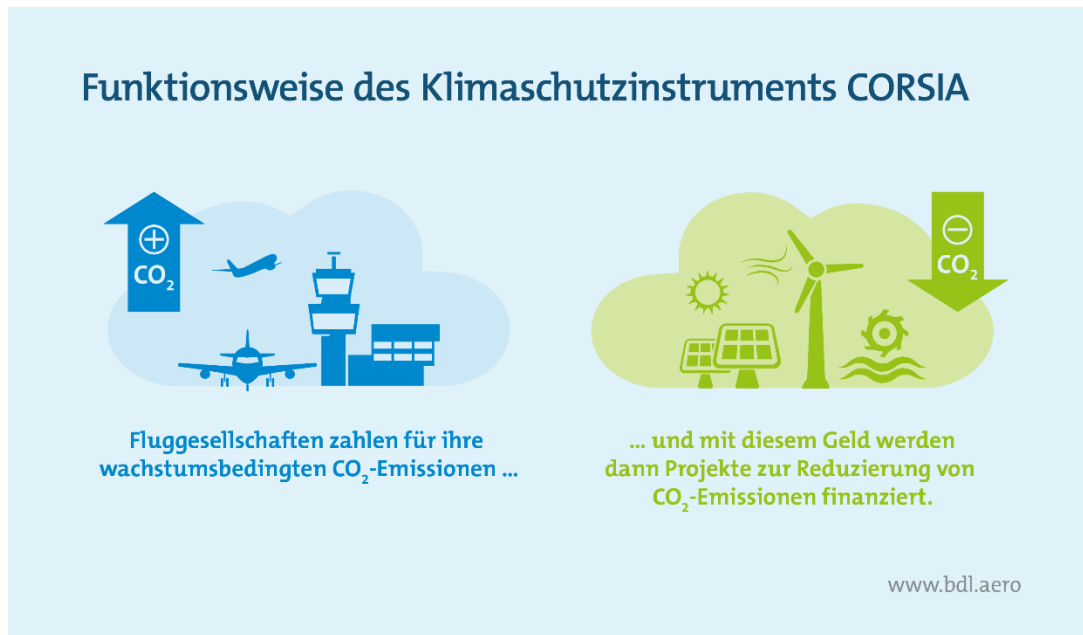 Funktionsweise des Klimaschutzinstruments CORSIA
+
CO₂
−
CO₂
Fluggesellschaften zahlen für ihre
wachstumsbedingten CO₂-Emissionen ...
... und mit diesem Geld werden
dann Projekte zur Reduzierung von
CO₂-Emissionen finanziert.
www.bdl.aero